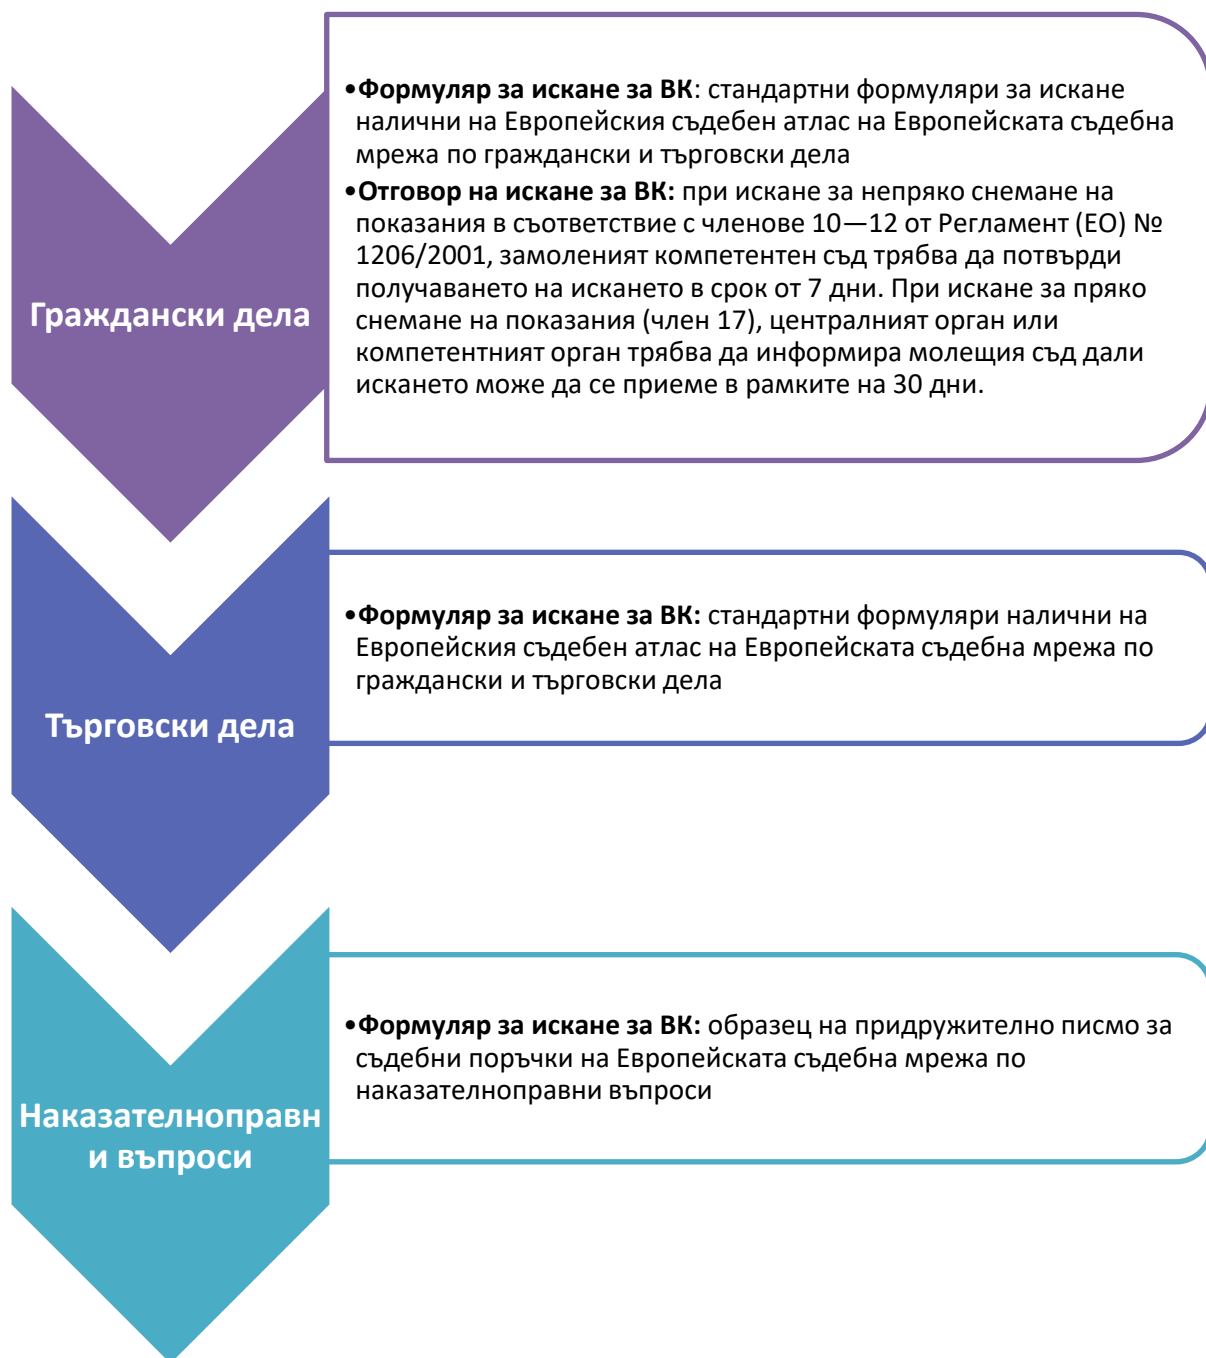 Граждански дела
•Формуляр за искане за ВК: стандартни формуляри за искане
налични на Европейския съдебен атлас на Европейската съдебна
мрежа по граждански и търговски дела
•Отговор на искане за ВК: при искане за непряко снемане на
показания в съответствие с членове 10—12 от Регламент (ЕО) №
1206/2001, замоленият компетентен съд трябва да потвърди
получаването на искането в срок от 7 дни. При искане за пряко
снемане на показания (член 17), централният орган или
компетентният орган трябва да информира молещия съд дали
искането може да се приеме в рамките на 30 дни.
Търговски дела
•Формуляр за искане за ВК: стандартни формуляри налични на
Европейския съдебен атлас на Европейската съдебна мрежа по
граждански и търговски дела
Наказателноправн
и въпроси
•Формуляр за искане за ВК: образец на придружително писмо за
съдебни поръчки на Европейската съдебна мрежа по
наказателноправни въпроси